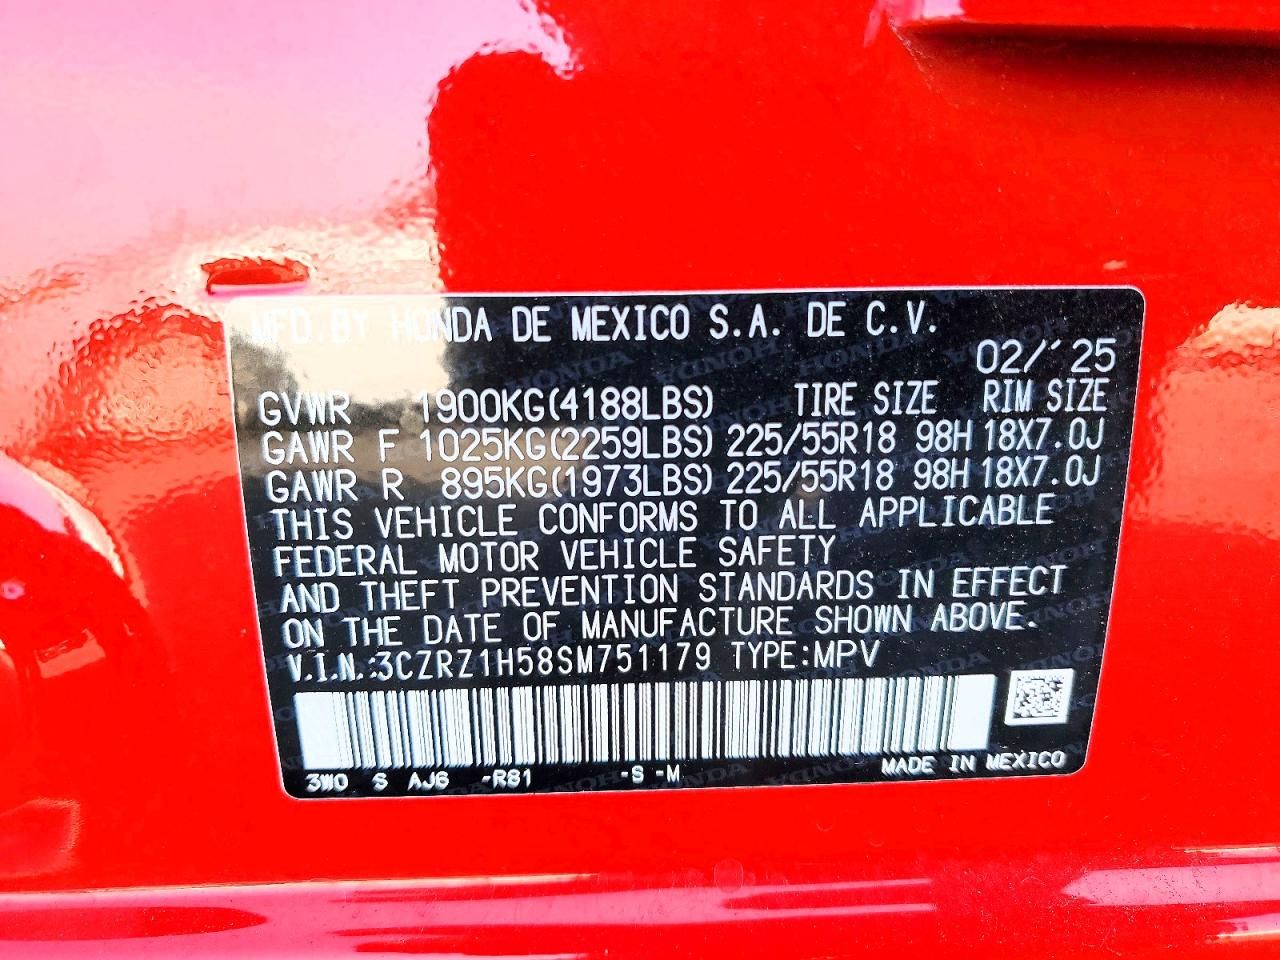 MFD. BY HONDA DE MEXICO S.A. DE C.V.
02/'25
GVWR 1900KG(4188LBS) TIRE SIZE RIM SIZE
GAWR F 1025KG(2259LBS) 225/55R18 98H 18X7.0J
GAWR R 895KG(1973LBS) 225/55R18 98H 18X7.0J
THIS VEHICLE CONFORMS TO ALL APPLICABLE
FEDERAL MOTOR VEHICLE SAFETY
AND THEFT PREVENTION STANDARDS IN EFFECT
ON THE DATE OF MANUFACTURE SHOWN ABOVE.
V.I.N.:3CZRZ1H58SM751179 TYPE:MPV
3W0 S AJ6 -R81 -S -M MADE IN MEXICO